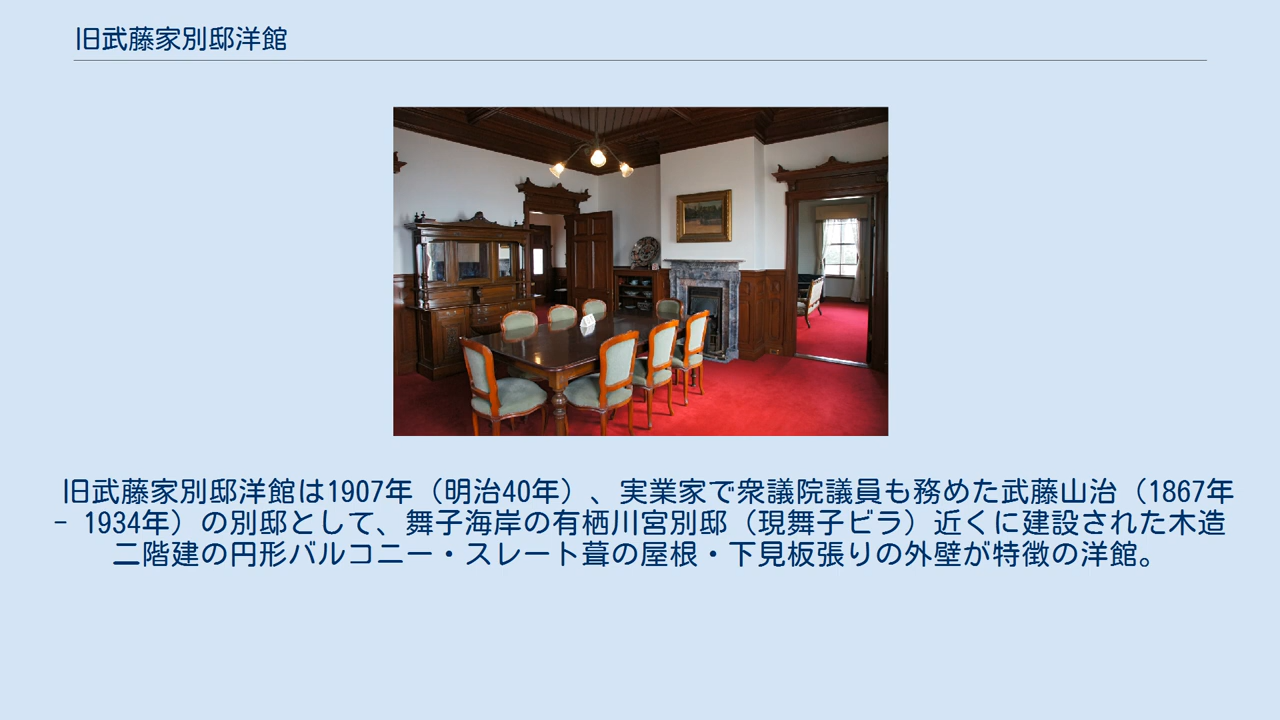 旧武藤家別邸洋館
旧武藤家別邸洋館は1907年（明治40年）、実業家で衆議院議員も務めた武藤山治（1867年
- 1934年）の別邸として、舞子海岸の有栖川宮別邸（現舞子ビラ）近くに建設された木造
二階建の円形バルコニー・スレート葺の屋根・下見板張りの外壁が特徴の洋館。